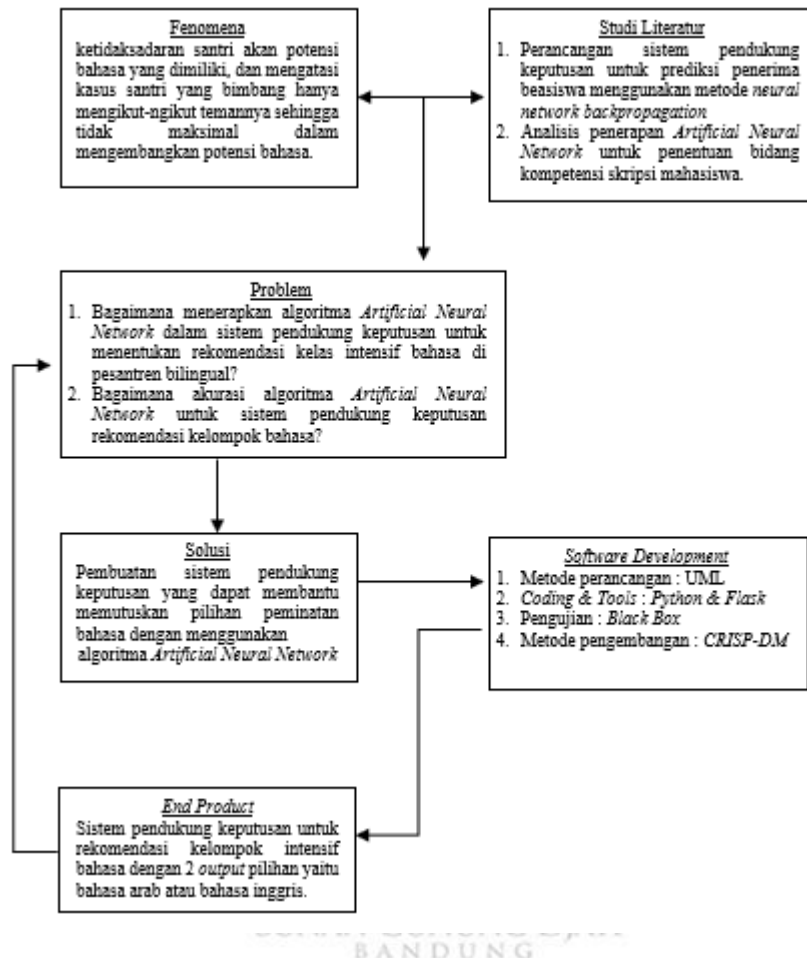 Fenomena
ketidaksadaran santri akan potensi
bahasa yang dimiliki, dan mengatasi
kasus santri yang bimbang hanya
mengikut-ngikut temannya sehingga
tidak maksimal dalam
mengembangkan potensi bahasa.
Studi Literatur
1. Perancangan sistem pendukung
keputusan untuk prediksi penerima
beasiswa menggunakan metode neural
network backpropagation
2. Analisis penerapan Artificial Neural
Network untuk penentuan bidang
kompetensi skripsi mahasiswa.
Problem
1. Bagaimana menerapkan algoritma Artificial Neural
Network dalam sistem pendukung keputusan untuk
menentukan rekomendasi kelas intensif bahasa di
pesantren bilingual?
2. Bagaimana akurasi algoritma Artificial Neural
Network untuk sistem pendukung keputusan
rekomendasi kelompok bahasa?
Solusi
Pembuatan sistem pendukung
keputusan yang dapat membantu
memutuskan pilihan peminatan
bahasa dengan menggunakan
algoritma Artificial Neural Network
Software Development
1. Metode perancangan : UML
2. Coding & Tools : Python & Flask
3. Pengujian : Black Box
4. Metode pengembangan : CRISP-DM
End Product
Sistem pendukung keputusan untuk
rekomendasi kelompok intensif
bahasa dengan 2 output pilihan yaitu
bahasa arab atau bahasa inggris.
BANDUNG